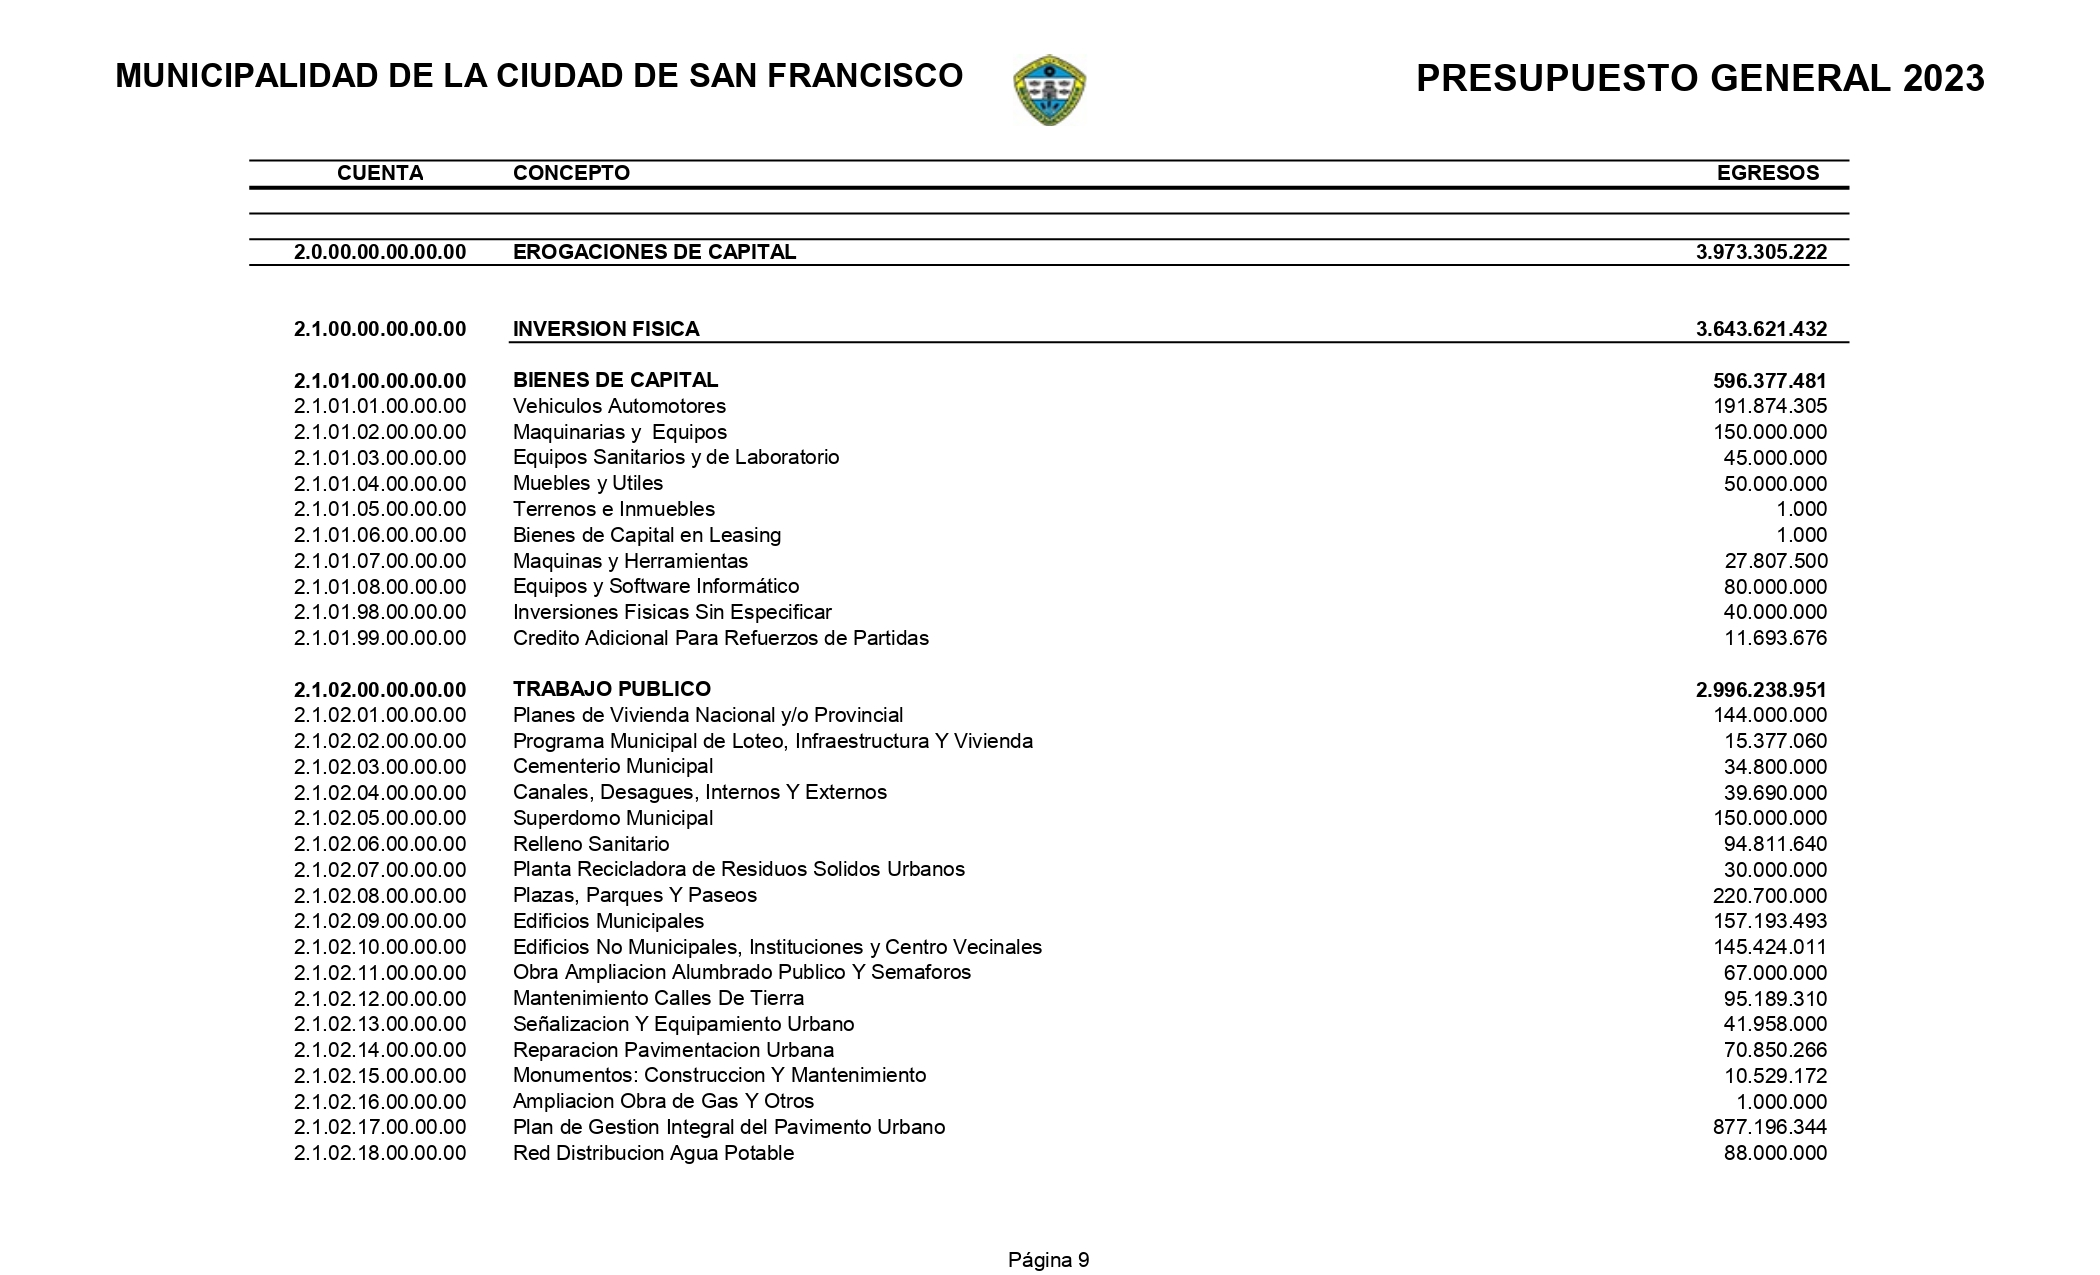 MUNICIPALIDAD DE LA CIUDAD DE SAN FRANCISCO PRESUPUESTO GENERAL 2023
CUENTA CONCEPTO EGRESOS
2.0.00.00.00.00.00 EROGACIONES DE CAPITAL 3.973.305.222
2.1.00.00.00.00.00 INVERSION FISICA 3.643.621.432
2.1.01.00.00.00.00 BIENES DE CAPITAL 596.377.481
2.1.01.01.00.00.00 Vehiculos Automotores 191.874.305
2.1.01.02.00.00.00 Maquinarias y Equipos 150.000.000
2.1.01.03.00.00.00 Equipos Sanitarios y de Laboratorio 45.000.000
2.1.01.04.00.00.00 Muebles y Utiles 50.000.000
2.1.01.05.00.00.00 Terrenos e Inmuebles 1.000
2.1.01.06.00.00.00 Bienes de Capital en Leasing 1.000
2.1.01.07.00.00.00 Maquinas y Herramientas 27.807.500
2.1.01.08.00.00.00 Equipos y Software Informático 80.000.000
2.1.01.98.00.00.00 Inversiones Fisicas Sin Especificar 40.000.000
2.1.01.99.00.00.00 Credito Adicional Para Refuerzos de Partidas 11.693.676
2.1.02.00.00.00.00 TRABAJO PUBLICO 2.996.238.951
2.1.02.01.00.00.00 Planes de Vivienda Nacional y/o Provincial 144.000.000
2.1.02.02.00.00.00 Programa Municipal de Loteo, Infraestructura Y Vivienda 15.377.060
2.1.02.03.00.00.00 Cementerio Municipal 34.800.000
2.1.02.04.00.00.00 Canales, Desagues, Internos Y Externos 39.690.000
2.1.02.05.00.00.00 Superdomo Municipal 150.000.000
2.1.02.06.00.00.00 Relleno Sanitario 94.811.640
2.1.02.07.00.00.00 Planta Recicladora de Residuos Solidos Urbanos 30.000.000
2.1.02.08.00.00.00 Plazas, Parques Y Paseos 220.700.000
2.1.02.09.00.00.00 Edificios Municipales 157.193.493
2.1.02.10.00.00.00 Edificios No Municipales, Instituciones y Centro Vecinales 145.424.011
2.1.02.11.00.00.00 Obra Ampliacion Alumbrado Publico Y Semaforos 67.000.000
2.1.02.12.00.00.00 Mantenimiento Calles De Tierra 95.189.310
2.1.02.13.00.00.00 Señalizacion Y Equipamiento Urbano 41.958.000
2.1.02.14.00.00.00 Reparacion Pavimentacion Urbana 70.850.266
2.1.02.15.00.00.00 Monumentos: Construccion Y Mantenimiento 10.529.172
2.1.02.16.00.00.00 Ampliacion Obra de Gas Y Otros 1.000.000
2.1.02.17.00.00.00 Plan de Gestion Integral del Pavimento Urbano 877.196.344
2.1.02.18.00.00.00 Red Distribucion Agua Potable 88.000.000
Página 9